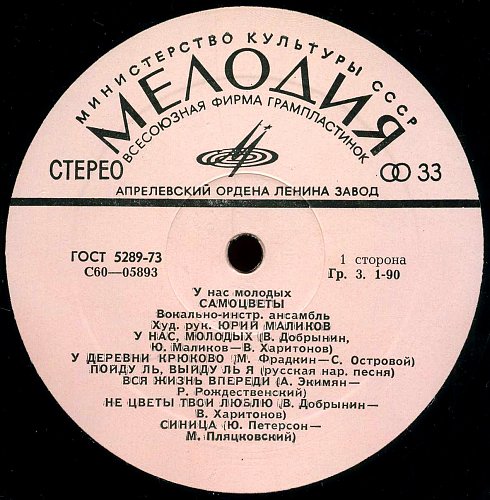 МИНИСТЕРСТВО КУЛЬТУРЫ СССР
МЕЛОДИЯ
ВСЕСОЮЗНАЯ ФИРМА ГРАМПЛАСТИНОК
СТЕРЕО
33
АПРЕЛЕВСКИЙ ОРДЕНА ЛЕНИНА ЗАВОД
ГОСТ 5289-73
С60—05893
1 сторона
Гр. 3. 1-90
У нас молодых
САМОЦВЕТЫ
Вокально-инстр. ансамбль
Худ. рук. ЮРИЙ МАЛИКОВ
У НАС, МОЛОДЫХ (В. Добрынин,
Ю. Маликов—В. Харитонов)
У ДЕРЕВНИ КРЮКОВО (М. Фрадкин—С. Островой)
ПОЙДУ ЛЬ, ВЫЙДУ ЛЬ Я (русская нар. песня)
ВСЯ ЖИЗНЬ ВПЕРЕДИ (А. Экимян—
Р. Рождественский)
НЕ ЦВЕТЫ ТВОИ ЛЮБЛЮ (В. Добрынин—
В. Харитонов)
СИНИЦА (Ю. Петерсон—
М. Пляцковский)